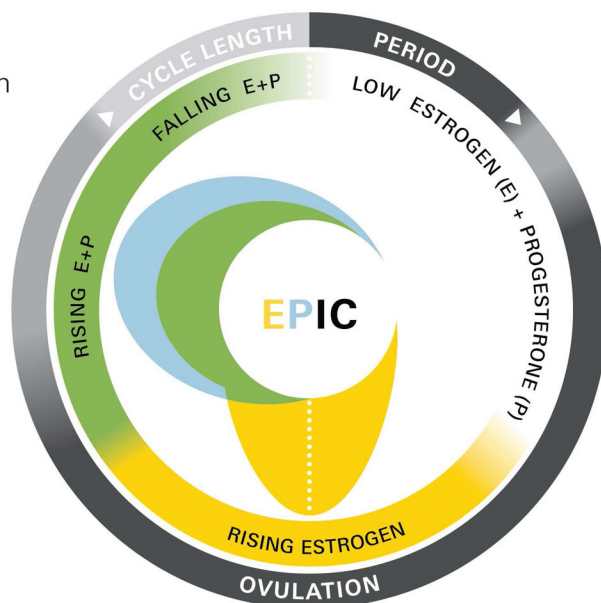 n
CYCLE LENGTH
PERIOD
FALLING E+P
LOW ESTROGEN (E) + PROGESTERONE (P)
RISING E+P
EPIC
RISING ESTROGEN
OVULATION